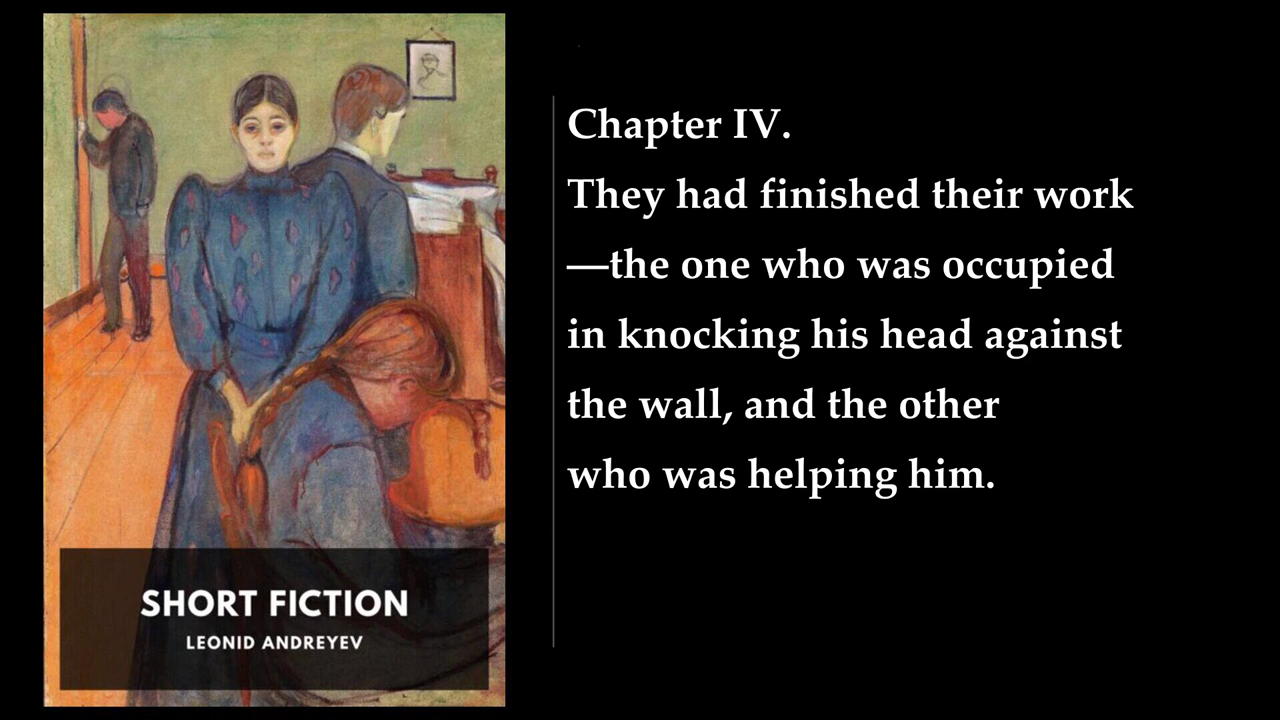 SHORT FICTION
LEONID ANDREYEV
Chapter IV.
They had finished their work
—the one who was occupied
in knocking his head against
the wall, and the other
who was helping him.